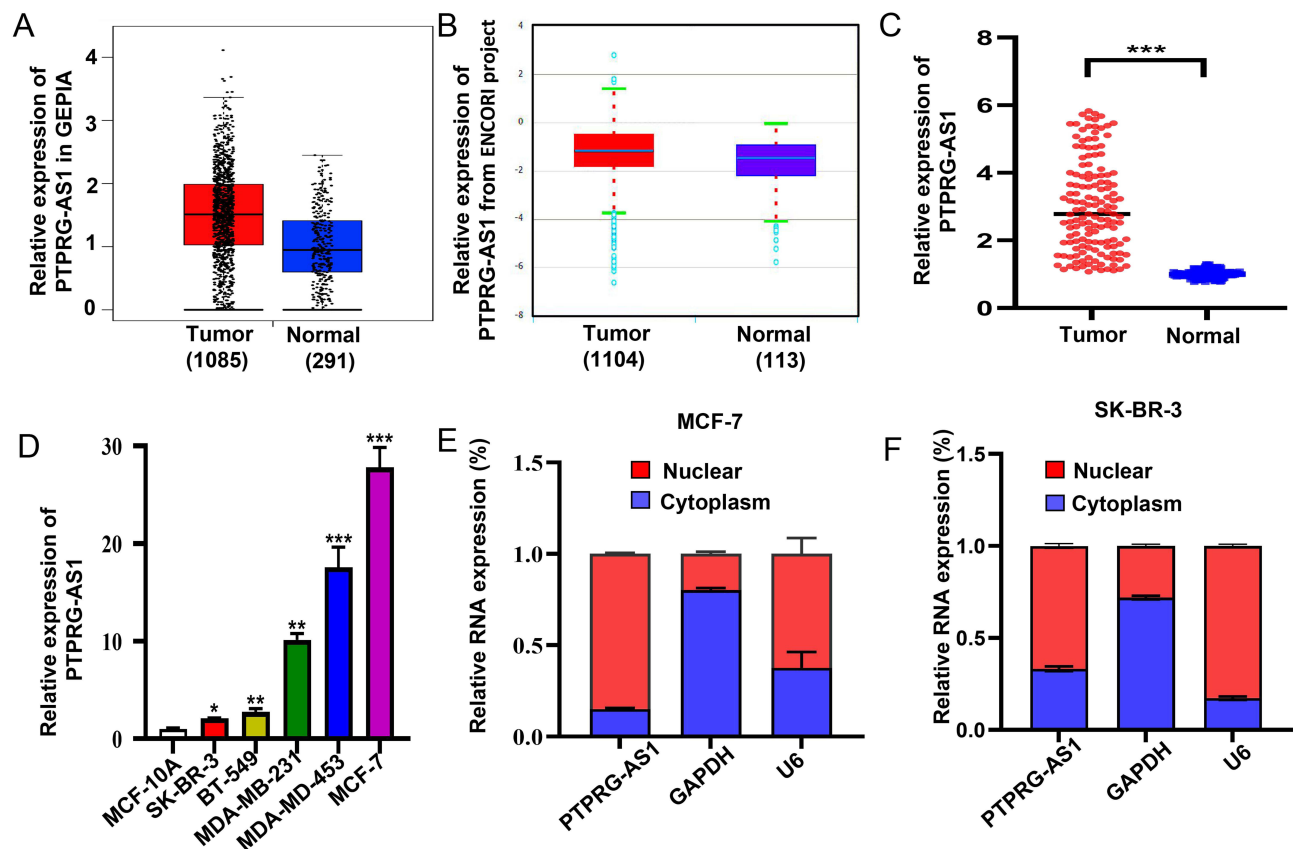 A
Relative expression of
PTPRG-AS1 in GEPIA
4
3
2
1
0
Tumor
(1085)
Normal
(291)
B
Relative expression of
PTPRG-AS1 from ENCORI project
4
2
0
-2
-4
-6
-8
Tumor
(1104)
Normal
(113)
C
Relative expression of
PTPRG-AS1
8
6
4
2
0
***
Tumor
Normal
D
Relative expression of
PTPRG-AS1
30
20
10
0
*
**
**
***
***
MCF-10A
SK-BR-3
BT-549
MDA-MB-231
MDA-MD-453
MCF-7
E
MCF-7
Relative RNA expression (%)
1.5
1.0
0.5
0.0
Nuclear
Cytoplasm
PTPRG-AS1
GAPDH
U6
F
SK-BR-3
Relative RNA expression (%)
1.5
1.0
0.5
0.0
Nuclear
Cytoplasm
PTPRG-AS1
GAPDH
U6